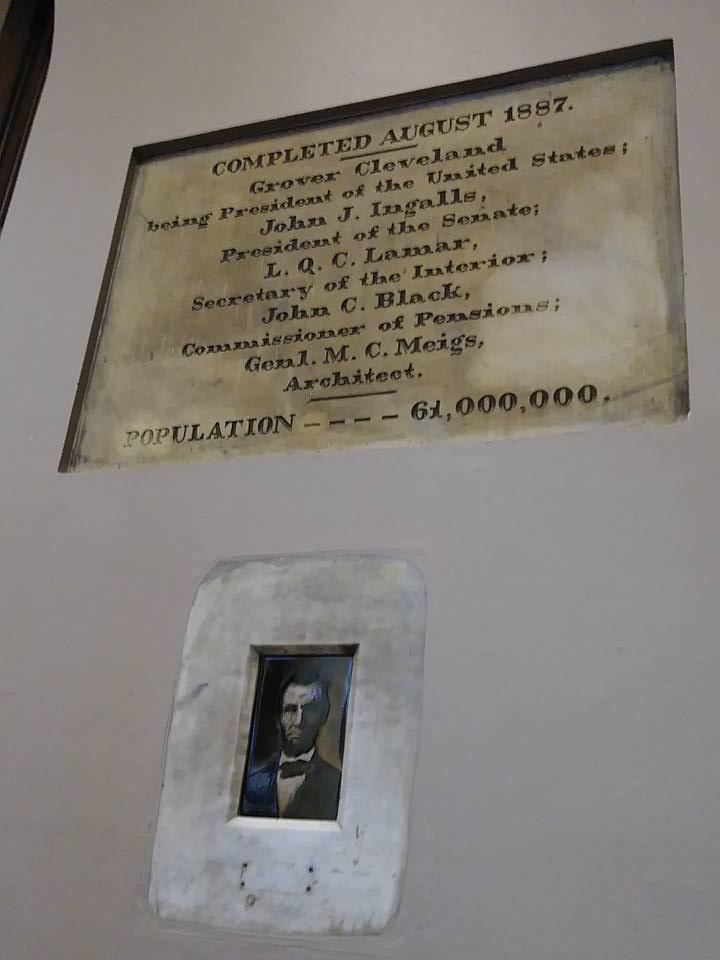 COMPLETED AUGUST 1887.
Grover Cleveland
being President of the United States;
John J. Ingalls,
President of the Senate;
L. Q. C. Lamar,
Secretary of the Interior;
John C. Black,
Commissioner of Pensions;
Genl. M. C. Meigs,
Architect.
POPULATION – – – – 61,000,000.